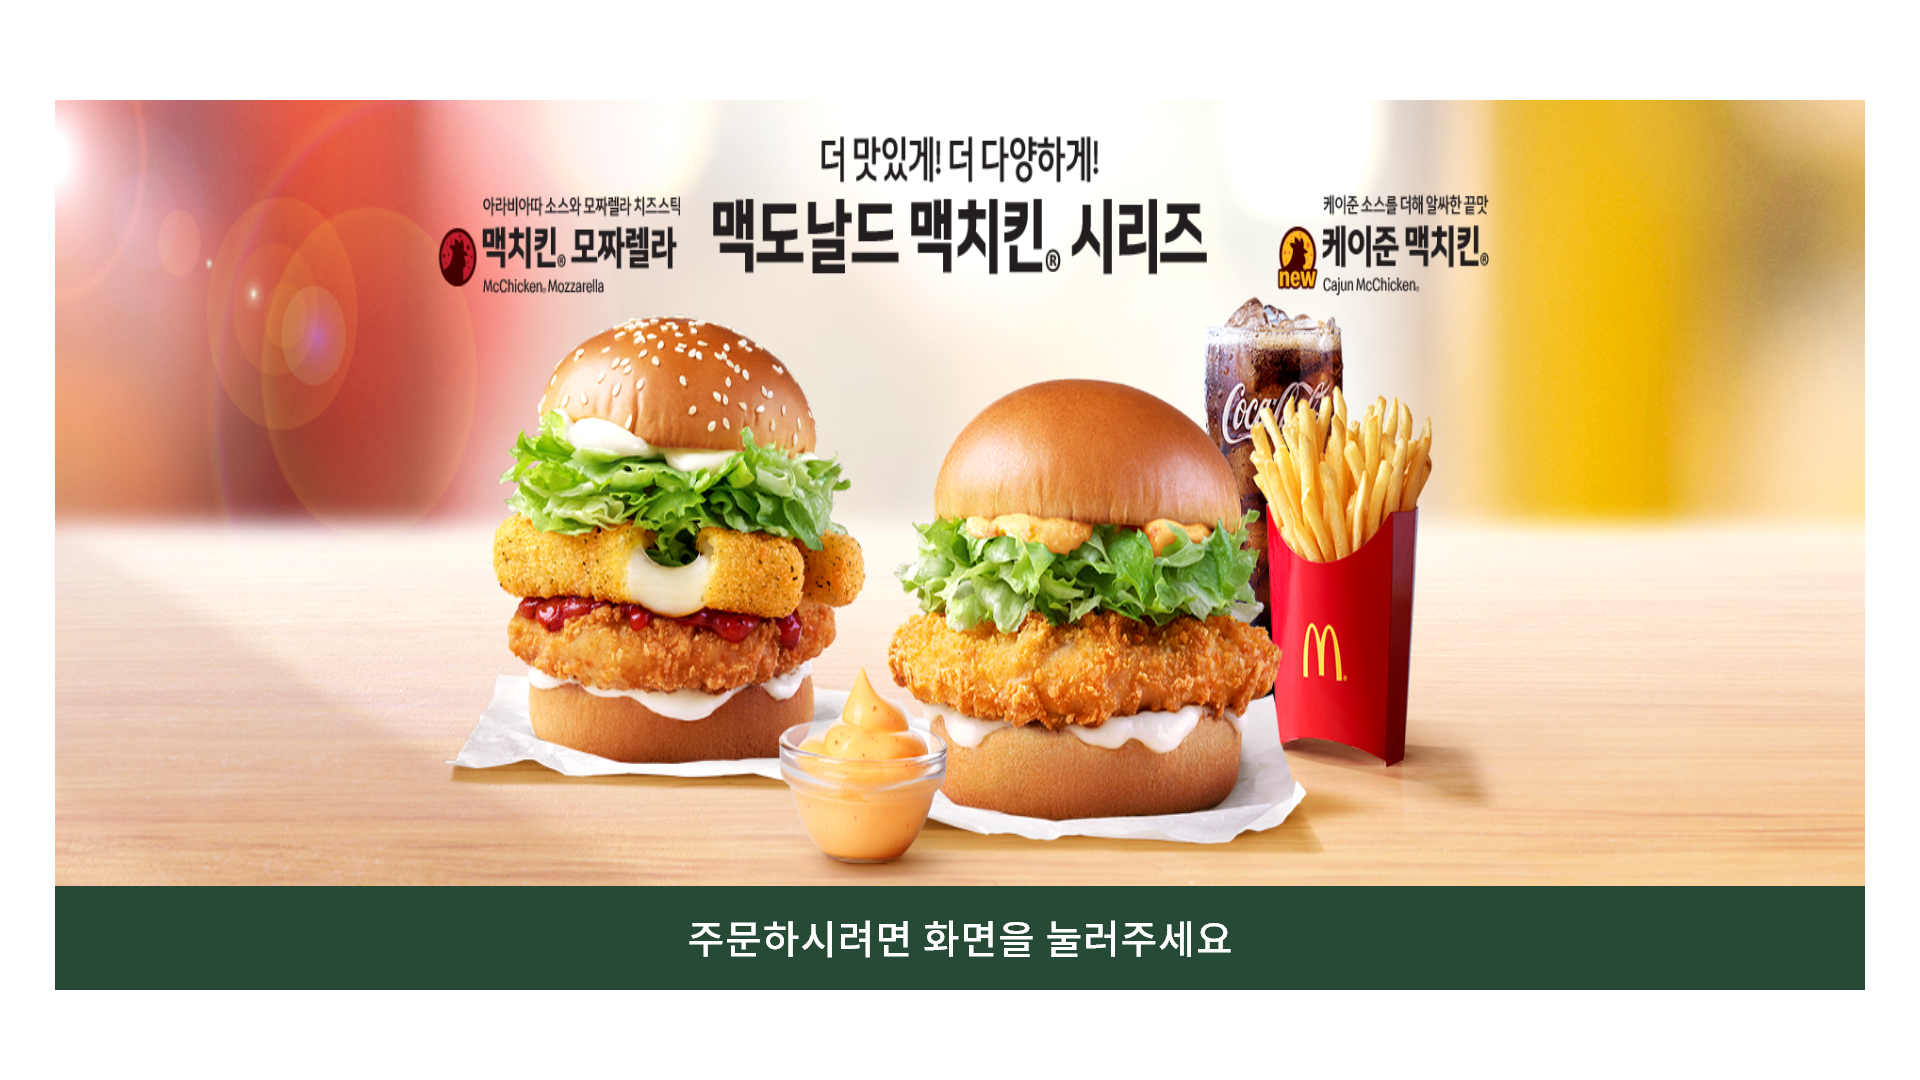 더 맛있게! 더 다양하게!
맥도날드 맥치킨® 시리즈
아라비아따 소스와 모짜렐라 치즈스틱
맥치킨® 모짜렐라
McChicken® Mozzarella
케이준 소스를 더해 알싸한 끝맛
new
케이준 맥치킨®
Cajun McChicken®
Coca-Cola
주문하시려면 화면을 눌러주세요